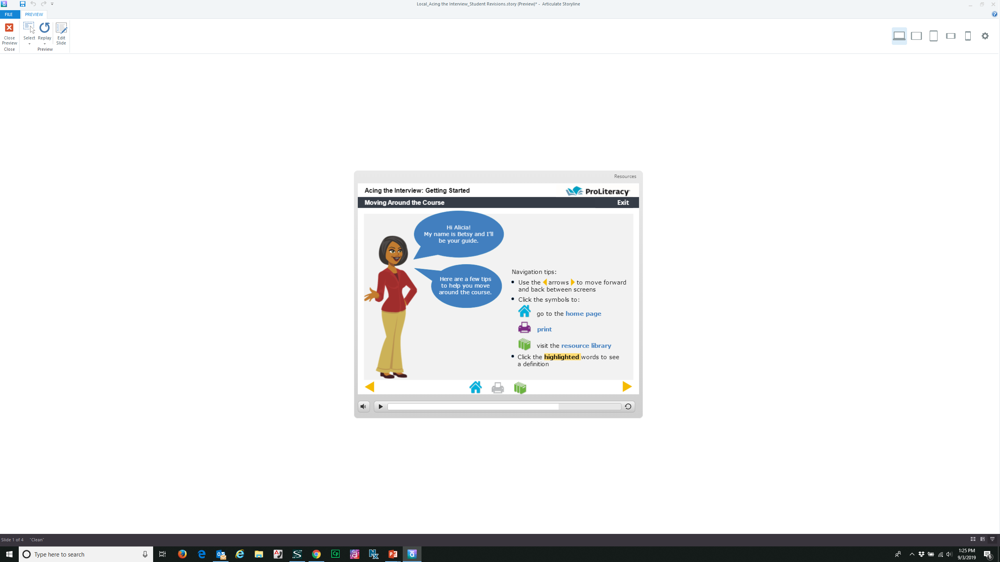 Local_Acing the Interview_Student Revisions.story (Preview)* - Articulate Storyline
FILE
PREVIEW
Close Preview
Select
Replay
Edit Slide
Close
Preview
Resources
Acing the Interview: Getting Started
ProLiteracy
Moving Around the Course
Exit
Hi Alicia!
My name is Betsy and I'll
be your guide.
Here are a few tips
to help you move
around the course.
Navigation tips:
• Use the arrows to move forward
and back between screens
• Click the symbols to:
go to the home page
print
visit the resource library
• Click the highlighted words to see
a definition
Slide 1 of 4 "Clean"
Type here to search
1:25 PM
9/3/2019
6